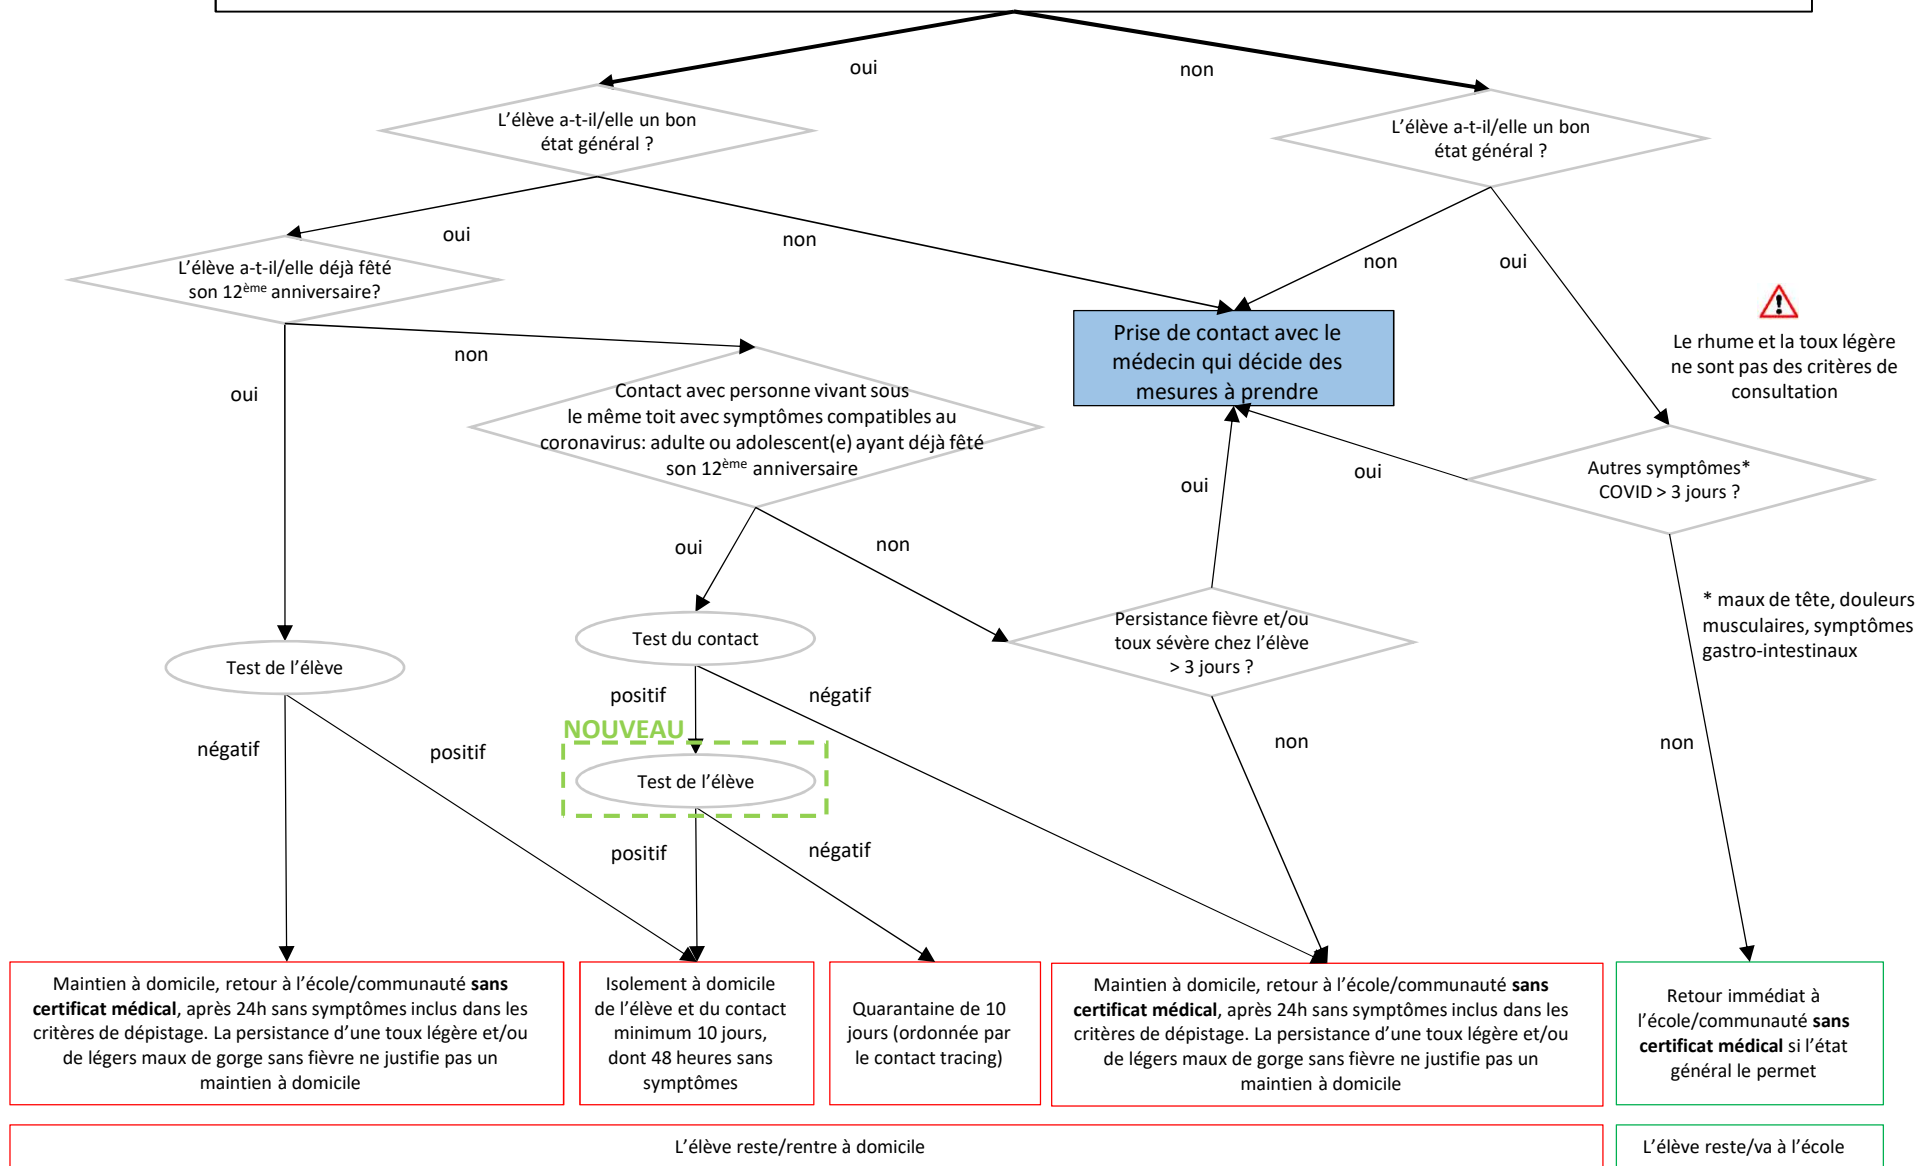 oui
non
L'élève a-t-il/elle un bon
état général ?
L'élève a-t-il/elle un bon
état général ?
oui
non
non
oui
L'élève a-t-il/elle déjà fêté
son 12ème anniversaire?
Prise de contact avec le
médecin qui décide des
mesures à prendre
Le rhume et la toux légère
ne sont pas des critères de
consultation
non
oui
Contact avec personne vivant sous
le même toit avec symptômes compatibles au
coronavirus: adulte ou adolescent(e) ayant déjà fêté
son 12ème anniversaire
oui
oui
Autres symptômes*
COVID > 3 jours ?
oui
non
* maux de tête, douleurs
musculaires, symptômes
gastro-intestinaux
Test du contact
Persistance fièvre et/ou
toux sévère chez l'élève
> 3 jours ?
Test de l'élève
positif
négatif
NOUVEAU
négatif
positif
non
non
Test de l'élève
positif
négatif
Maintien à domicile, retour à l'école/communauté sans
certificat médical, après 24h sans symptômes inclus dans les
critères de dépistage. La persistance d'une toux légère et/ou
de légers maux de gorge sans fièvre ne justifie pas un
maintien à domicile
Isolement à domicile
de l'élève et du contact
minimum 10 jours,
dont 48 heures sans
symptômes
Quarantaine de 10
jours (ordonnée par
le contact tracing)
Maintien à domicile, retour à l'école/communauté sans
certificat médical, après 24h sans symptômes inclus dans les
critères de dépistage. La persistance d'une toux légère et/ou
de légers maux de gorge sans fièvre ne justifie pas un
maintien à domicile
Retour immédiat à
l'école/communauté sans
certificat médical si l'état
général le permet
L'élève reste/rentre à domicile
L'élève reste/va à l'école